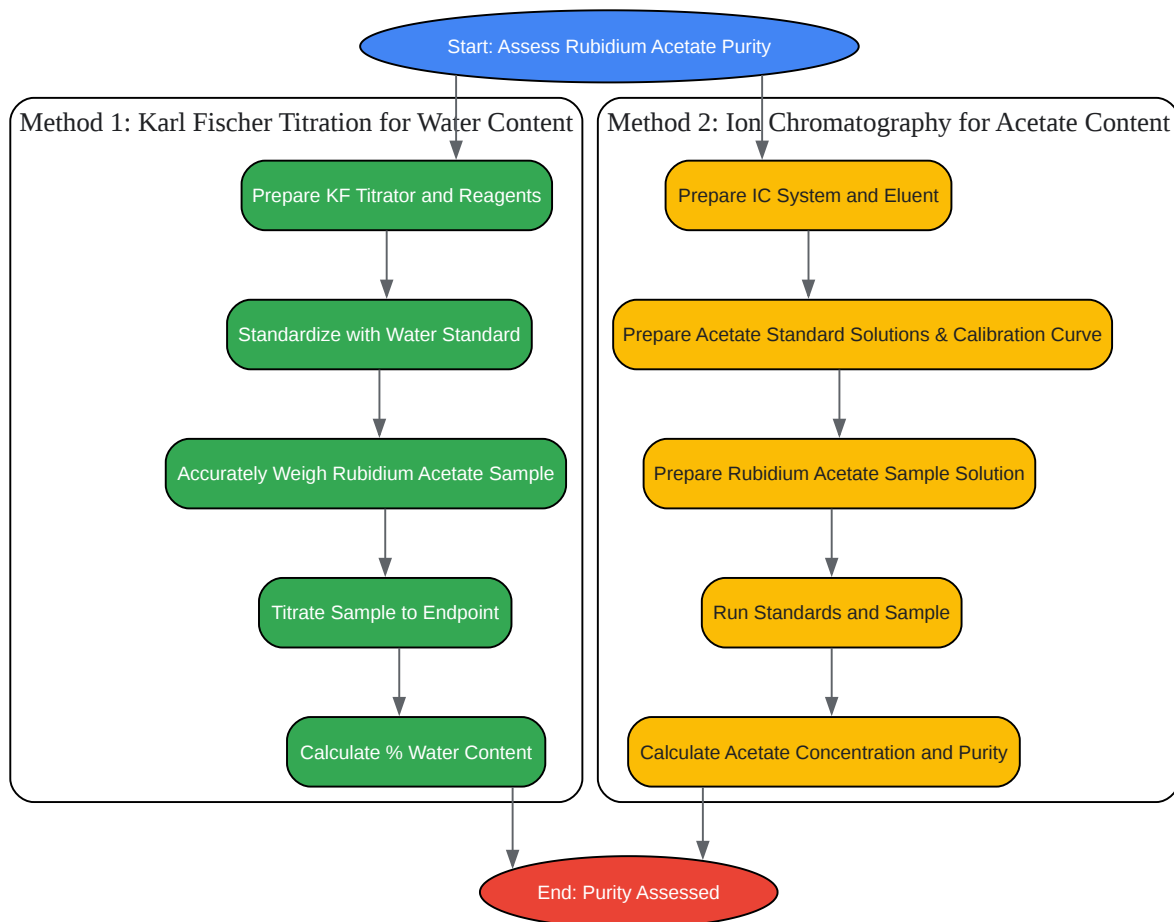 Start: Assess Rubidium Acetate Purity
Method 1: Karl Fischer Titration for Water Content
Prepare KF Titrator and Reagents
Standardize with Water Standard
Accurately Weigh Rubidium Acetate Sample
Titrate Sample to Endpoint
Calculate % Water Content
Method 2: Ion Chromatography for Acetate Content
Prepare IC System and Eluent
Prepare Acetate Standard Solutions & Calibration Curve
Prepare Rubidium Acetate Sample Solution
Run Standards and Sample
Calculate Acetate Concentration and Purity
End: Purity Assessed